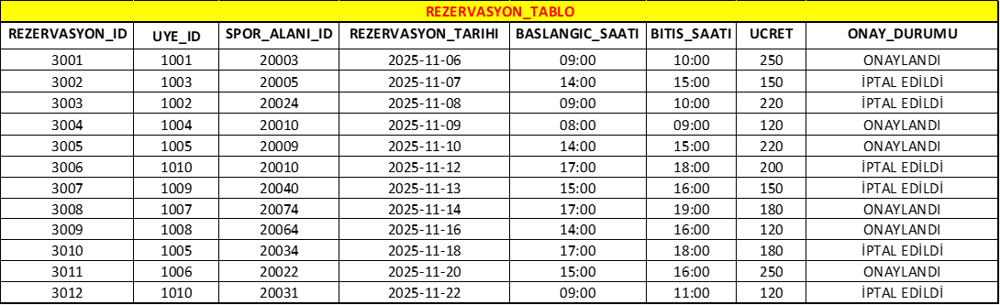 REZERVASYON_TABLO
REZERVASYON_ID UYE_ID SPOR_ALANI_ID REZERVASYON_TARIHI BASLANGIC_SAATI BITIS_SAATI UCRET ONAY_DURUMU
3001 1001 20003 2025-11-06 09:00 10:00 250 ONAYLANDI
3002 1003 20005 2025-11-07 14:00 15:00 150 İPTAL EDİLDİ
3003 1002 20024 2025-11-08 09:00 10:00 220 İPTAL EDİLDİ
3004 1004 20010 2025-11-09 08:00 09:00 120 ONAYLANDI
3005 1005 20009 2025-11-10 14:00 15:00 220 ONAYLANDI
3006 1010 20010 2025-11-12 17:00 18:00 200 İPTAL EDİLDİ
3007 1009 20040 2025-11-13 15:00 16:00 150 İPTAL EDİLDİ
3008 1007 20074 2025-11-14 17:00 19:00 180 ONAYLANDI
3009 1008 20064 2025-11-16 14:00 16:00 120 ONAYLANDI
3010 1005 20034 2025-11-18 17:00 18:00 180 İPTAL EDİLDİ
3011 1006 20022 2025-11-20 15:00 16:00 250 ONAYLANDI
3012 1010 20031 2025-11-22 09:00 11:00 120 İPTAL EDİLDİ